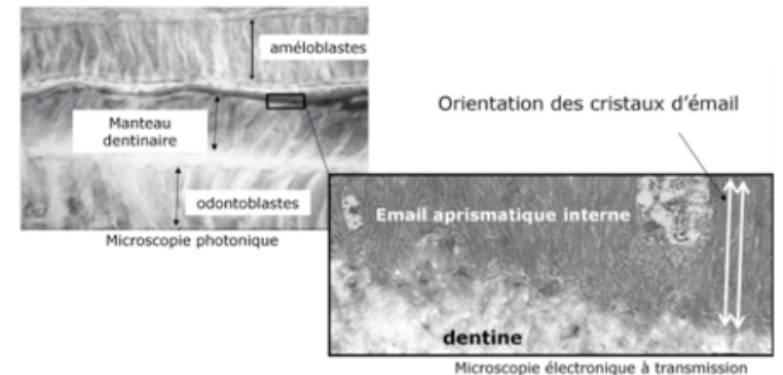 améloblastes
Manteau
dentinaire
odontoblastes
Microscopie photonique
Orientation des cristaux d'émail
Email aprismatique interne
dentine
Microscopie électronique à transmission